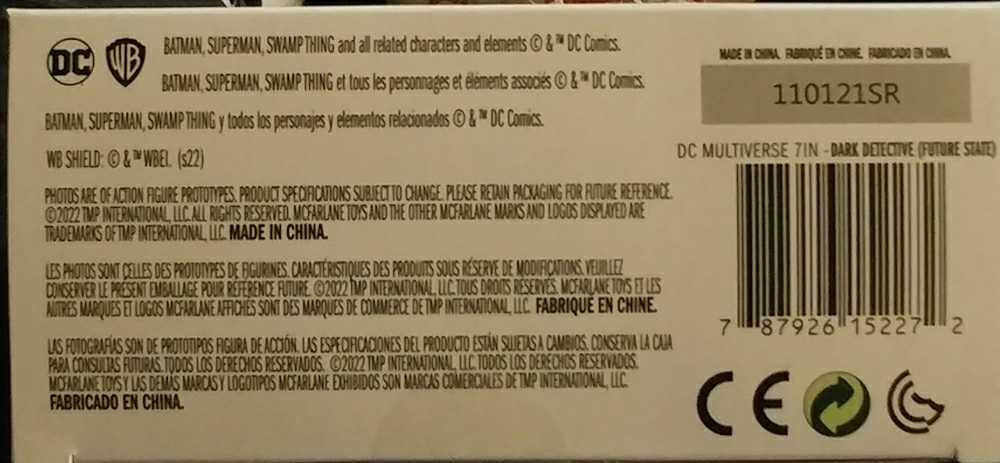 DC WB BATMAN, SUPERMAN, SWAMP THING and all related characters and elements © & ™ DC Comics.
BATMAN, SUPERMAN, SWAMP THING et tous les personnages et éléments associés © & ™ DC Comics.
BATMAN, SUPERMAN, SWAMP THING y todos los personajes y elementos relacionados © & ™ DC Comics.
WB SHIELD: © & ™ WBEI. (s22)
PHOTOS ARE OF ACTION FIGURE PROTOTYPES. PRODUCT SPECIFICATIONS SUBJECT TO CHANGE. PLEASE RETAIN PACKAGING FOR FUTURE REFERENCE.
©2022 TMP INTERNATIONAL, LLC. ALL RIGHTS RESERVED. MCFARLANE TOYS AND THE OTHER MCFARLANE MARKS AND LOGOS DISPLAYED ARE
TRADEMARKS OF TMP INTERNATIONAL, LLC. MADE IN CHINA.
LES PHOTOS SONT CELLES DES PROTOTYPES DE FIGURINES. CARACTÉRISTIQUES DES PRODUITS SOUS RÉSERVE DE MODIFICATIONS. VEUILLEZ
CONSERVER LE PRÉSENT EMBALLAGE POUR RÉFÉRENCE FUTURE. ©2022 TMP INTERNATIONAL, LLC. TOUS DROITS RÉSERVÉS. MCFARLANE TOYS ET LES
AUTRES MARQUES ET LOGOS MCFARLANE AFFICHÉS SONT DES MARQUES DE COMMERCE DE TMP INTERNATIONAL, LLC. FABRIQUÉ EN CHINE.
LAS FOTOGRAFÍAS SON DE PROTOTIPOS FIGURA DE ACCIÓN. LAS ESPECIFICACIONES DEL PRODUCTO ESTÁN SUJETAS A CAMBIOS. CONSERVA LA CAJA
PARA CONSULTAS FUTURAS. TODOS LOS DERECHOS RESERVADOS. ©2022 TMP INTERNATIONAL, LLC. TODOS LOS DERECHOS RESERVADOS.
MCFARLANE TOYS Y LAS DEMÁS MARCAS Y LOGOTIPOS MCFARLANE EXHIBIDOS SON MARCAS COMERCIALES DE TMP INTERNATIONAL, LLC.
FABRICADO EN CHINA.
MADE IN CHINA. FABRIQUÉ EN CHINE. FABRICADO EN CHINA.
110121SR
DC MULTIVERSE 7IN - DARK DETECTIVE (FUTURE STATE)
7 87926 15227 2
CE